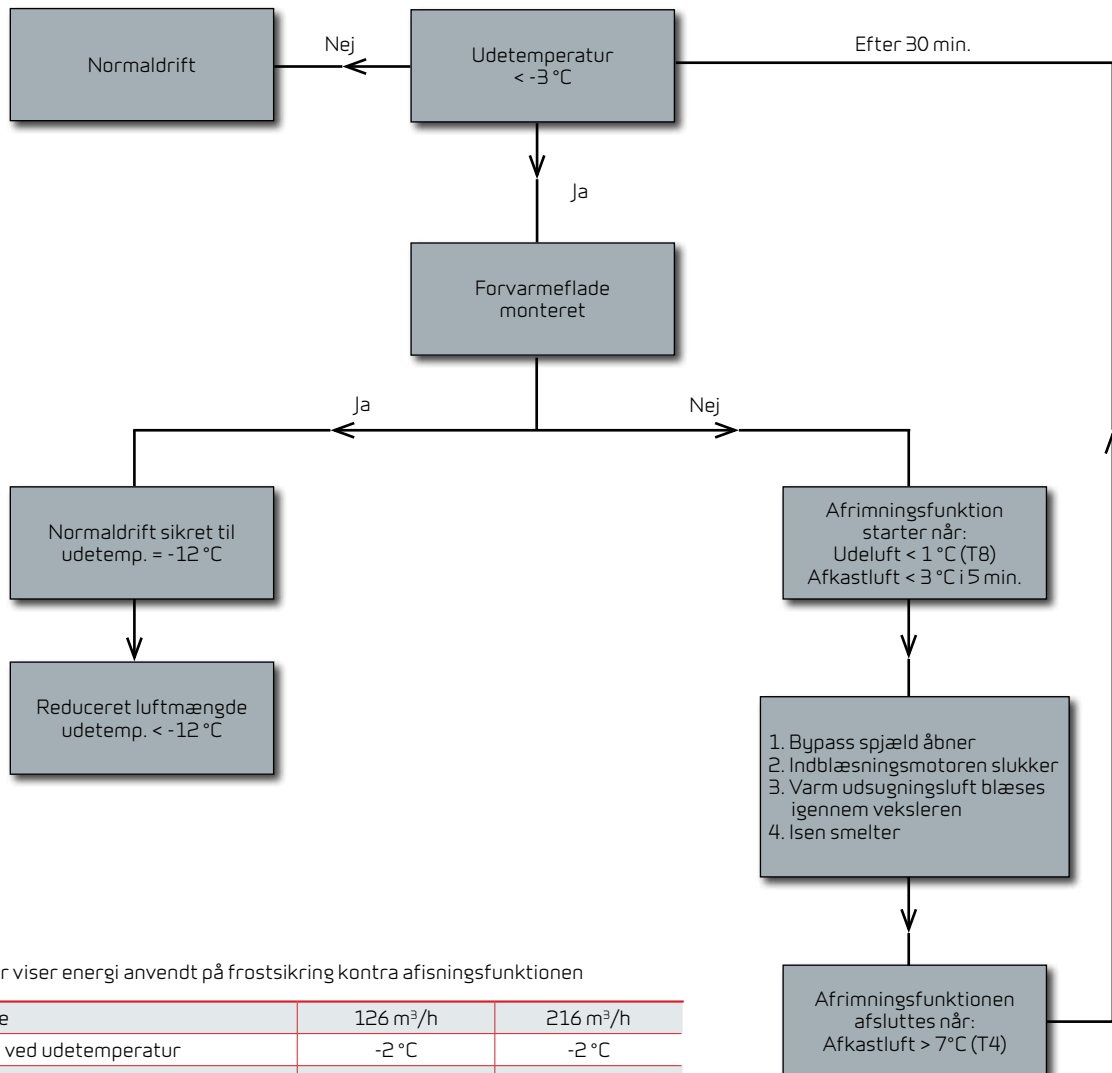 Normaldrift
Nej
Udetemperatur
< -3 °C
Efter 30 min.
Ja
Forvarmeflade
monteret
Ja
Nej
Normaldrift sikret til
udetemp. = -12 °C
Afrimningsfunktion
starter når:
Udeluft < 1 °C (T8)
Afkastluft < 3 °C i 5 min.
Reduceret luftmængde
udetemp. < -12 °C
1. Bypass spjæld åbner
2. Indblæsningsmotoren slukker
3. Varm udsugningsluft blæses
igennem veksleren
4. Isen smelter
Afrimningsfunktionen
afsluttes når:
Afkastluft > 7°C (T4)
r viser energi anvendt på frostsikring kontra afisningsfunktionen
e 126 m³/h 216 m³/h
ved udetemperatur -2 °C -2 °C